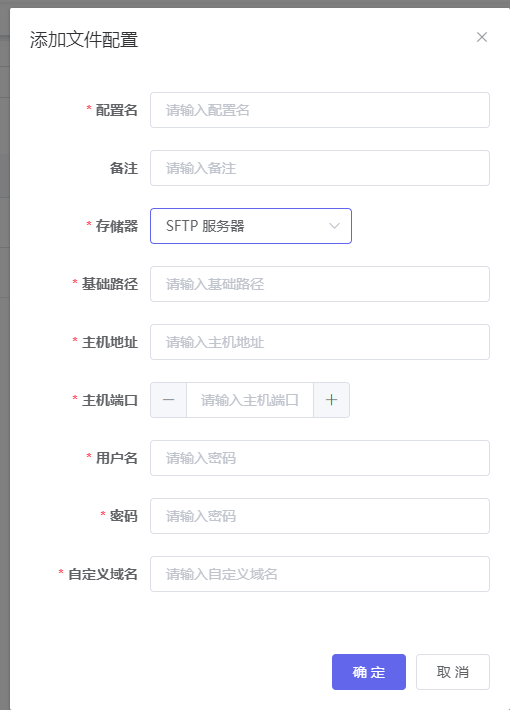 添加文件配置
* 配置名 请输入配置名
备注 请输入备注
* 存储器 SFTP 服务器
* 基础路径 请输入基础路径
* 主机地址 请输入主机地址
* 主机端口 请输入主机端口
* 用户名 请输入密码
* 密码 请输入密码
* 自定义域名 请输入自定义域名
确 定 取 消